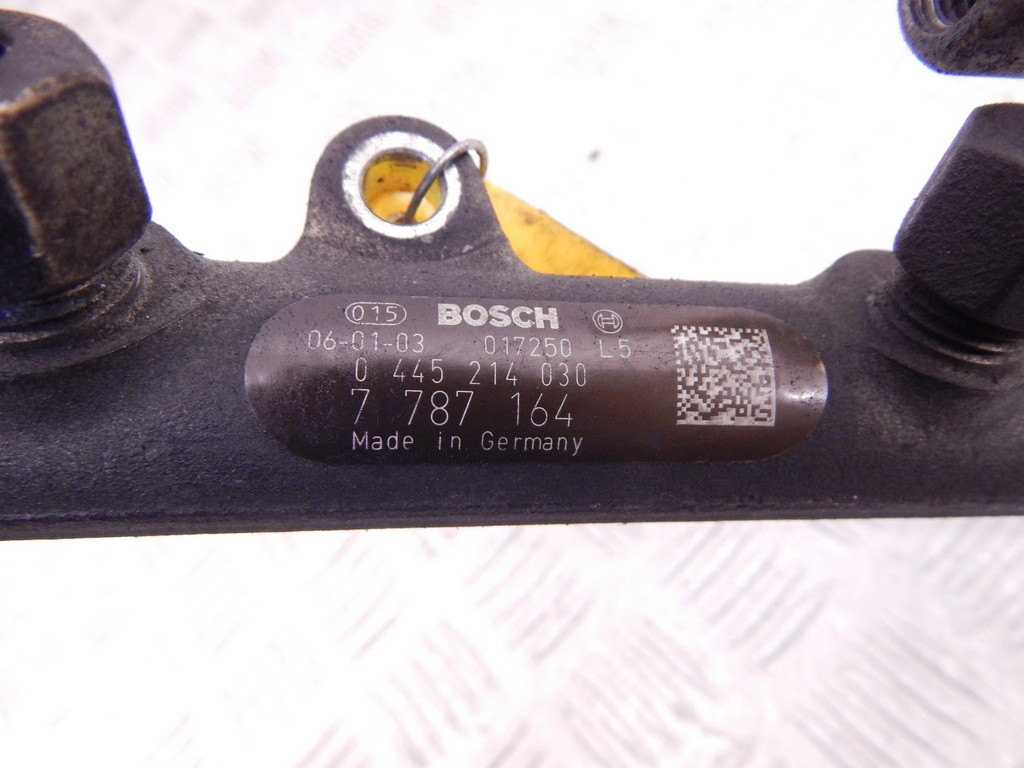 015 BOSCH
06-01-03 017250 L5
0 445 214 030
7 787 164
Made in Germany